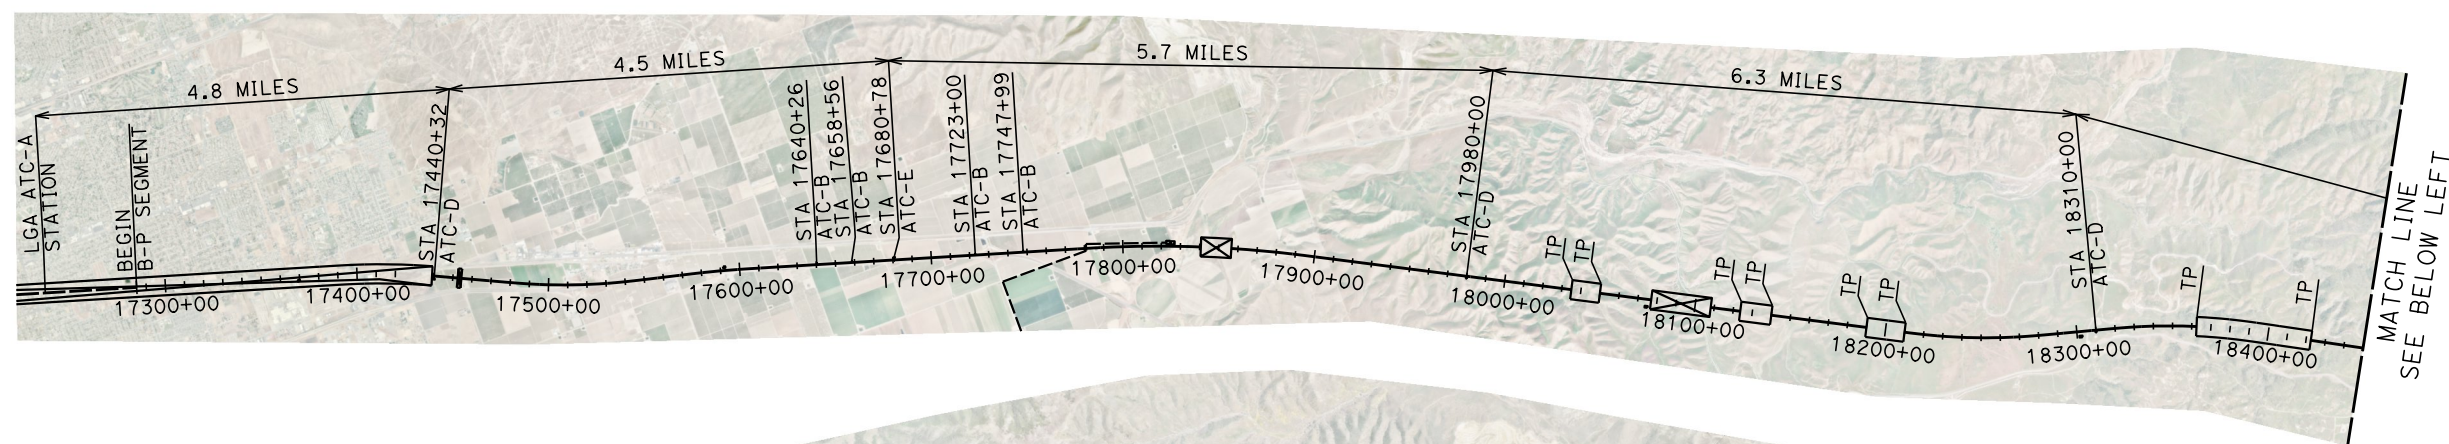 4.8 MILES
4.5 MILES
5.7 MILES
6.3 MILES
LGA ATC-A
STATION
BEGIN
B-P SEGMENT
STA 17440+32
ATC-D
STA 17640+26
ATC-B
STA 17658+56
ATC-B
STA 17680+78
ATC-E
STA 17723+00
ATC-B
STA 17747+99
ATC-B
STA 17980+00
ATC-D
TP
TP
TP
TP
TP
TP
STA 18310+00
ATC-D
TP
TP
17300+00
17400+00
17500+00
17600+00
17700+00
17800+00
17900+00
18000+00
18100+00
18200+00
18300+00
18400+00
MATCH LINE
SEE BELOW LEFT